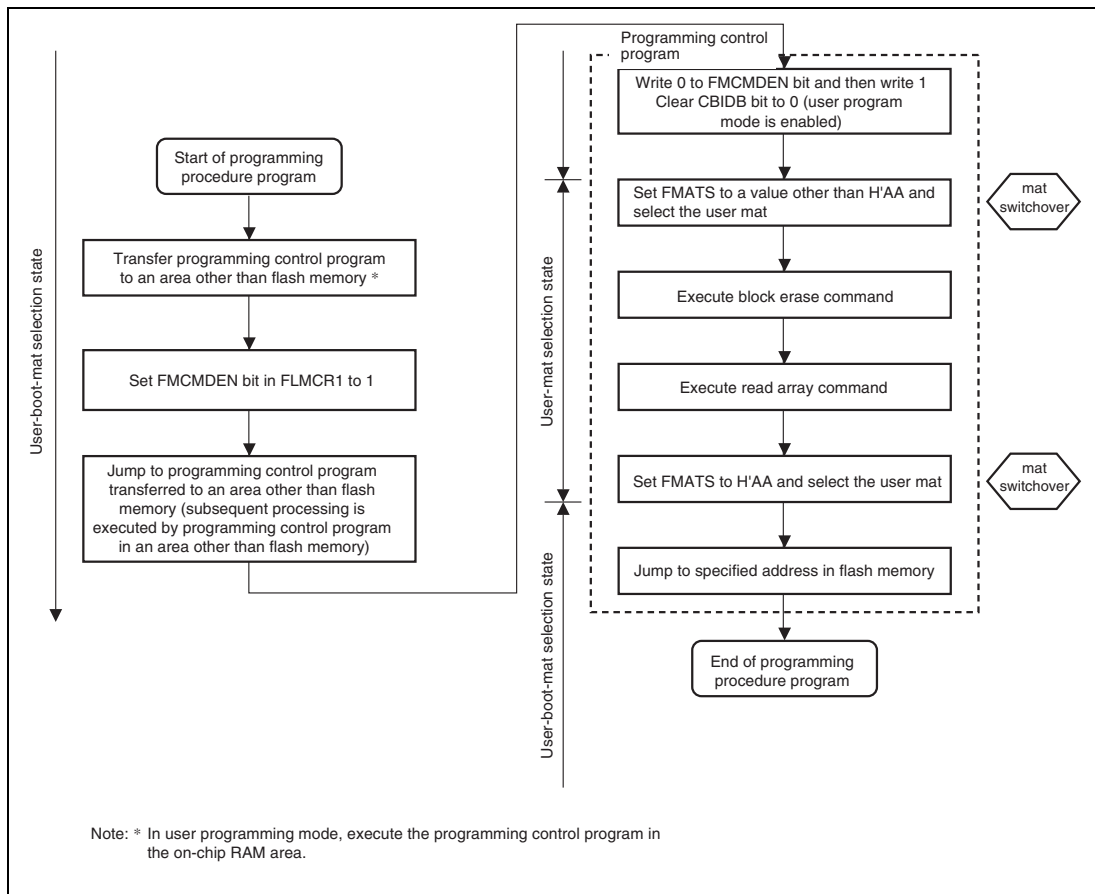 User-boot-mat selection state
Start of programming
procedure program
Transfer programming control program
to an area other than flash memory *
Set FMCMDEN bit in FLMCR1 to 1
Jump to programming control program
transferred to an area other than flash
memory (subsequent processing is
executed by programming control program
in an area other than flash memory)
Programming control
program
Write 0 to FMCMDEN bit and then write 1
Clear CBIDB bit to 0 (user program
mode is enabled)
User-mat selection state
Set FMATS to a value other than H'AA and
select the user mat
mat
switchover
Execute block erase command
Execute read array command
Set FMATS to H'AA and select the user mat
mat
switchover
User-boot-mat selection state
Jump to specified address in flash memory
End of programming
procedure program
Note: * In user programming mode, execute the programming control program in
the on-chip RAM area.